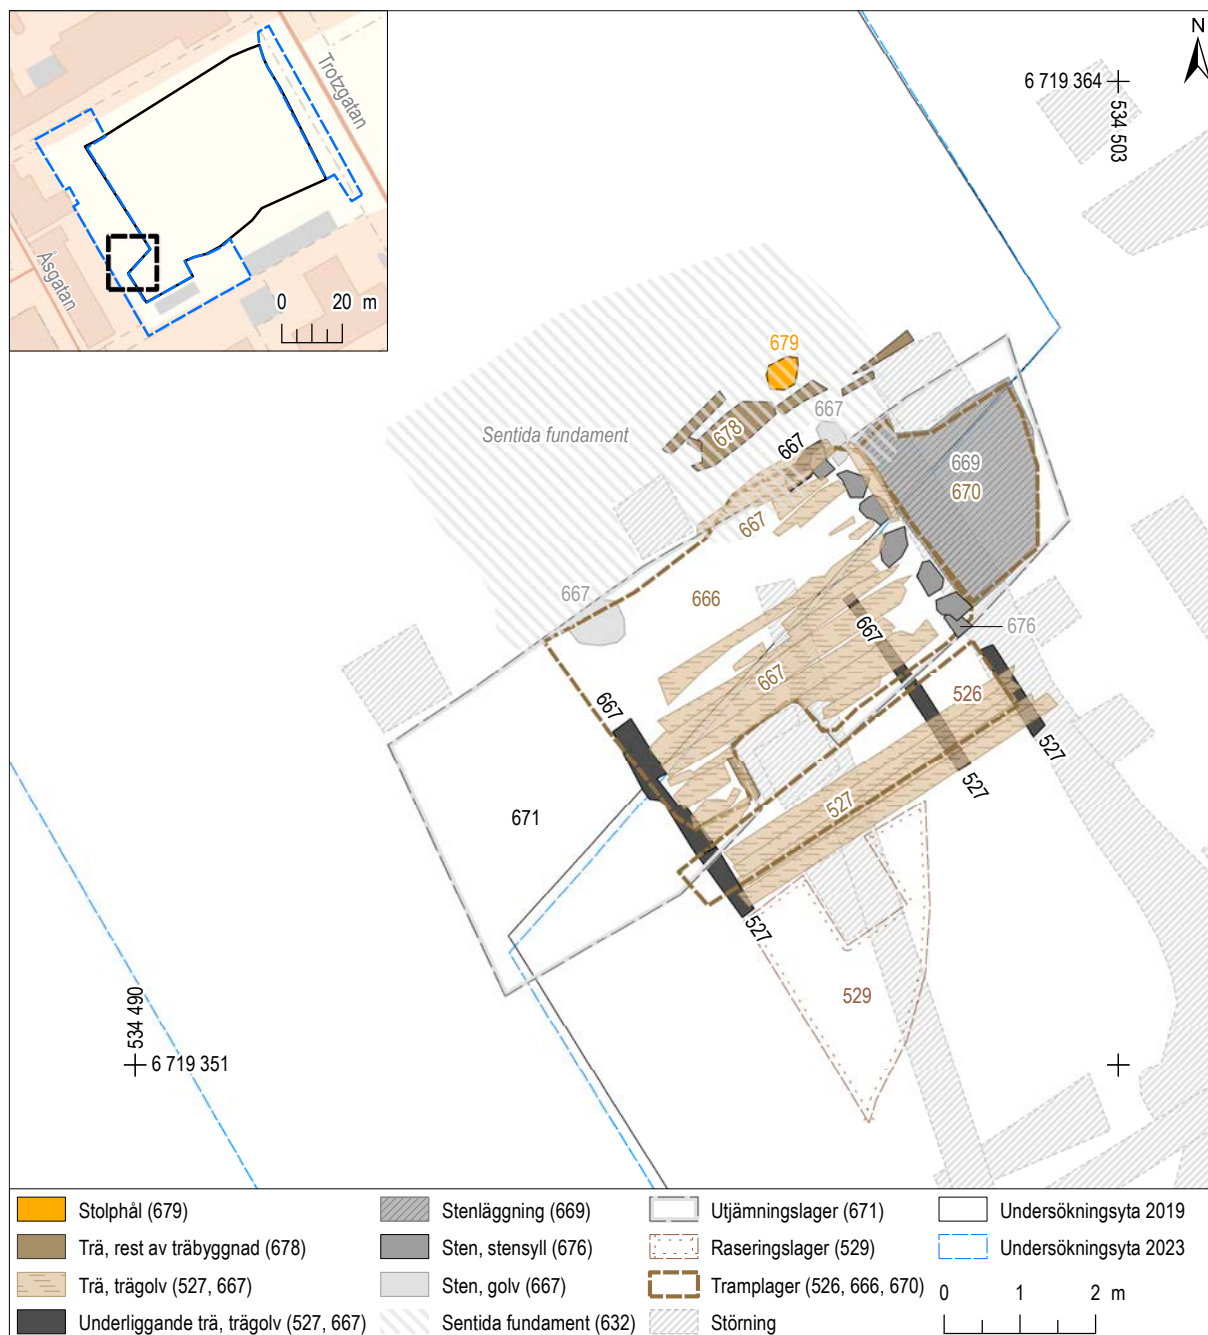 Trotzgatan
Åsgatan
0 20 m
N
6 719 364
534 503
679
667
Sentida fundament
678
667
669
670
667
667
666
676
667
667
526
667
527
671
527
527
527
529
534 490
6 719 351
Stolphål (679)
Trä, rest av träbyggnad (678)
Trä, trägolv (527, 667)
Underliggande trä, trägolv (527, 667)
Stenläggning (669)
Sten, stensyll (676)
Sten, golv (667)
Sentida fundament (632)
Utjämningslager (671)
Raseringslager (529)
Tramplager (526, 666, 670)
Störning
Undersökningsyta 2019
Undersökningsyta 2023
0 1 2 m